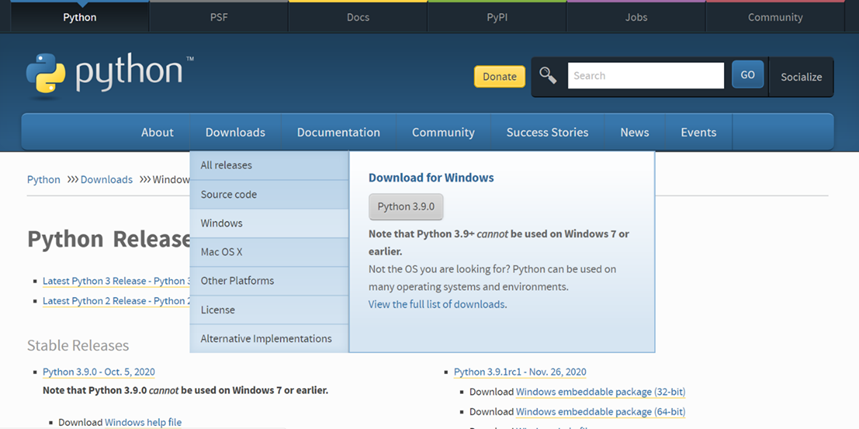 Python PSF Docs PyPI Jobs Community
python™
Donate Search GO Socialize
About Downloads Documentation Community Success Stories News Events
All releases
Source code
Windows
Mac OS X
Other Platforms
License
Alternative Implementations
Download for Windows
Python 3.9.0
Note that Python 3.9+ cannot be used on Windows 7 or
earlier.
Not the OS you are looking for? Python can be used on
many operating systems and environments.
View the full list of downloads.
Python >>> Downloads >>> Window
Python Release
Latest Python 3 Release - Python 3
Latest Python 2 Release - Python 2
Stable Releases
Python 3.9.0 - Oct. 5, 2020
Note that Python 3.9.0 cannot be used on Windows 7 or earlier.
Download Windows help file
Python 3.9.1rc1 - Nov. 26, 2020
Download Windows embeddable package (32-bit)
Download Windows embeddable package (64-bit)